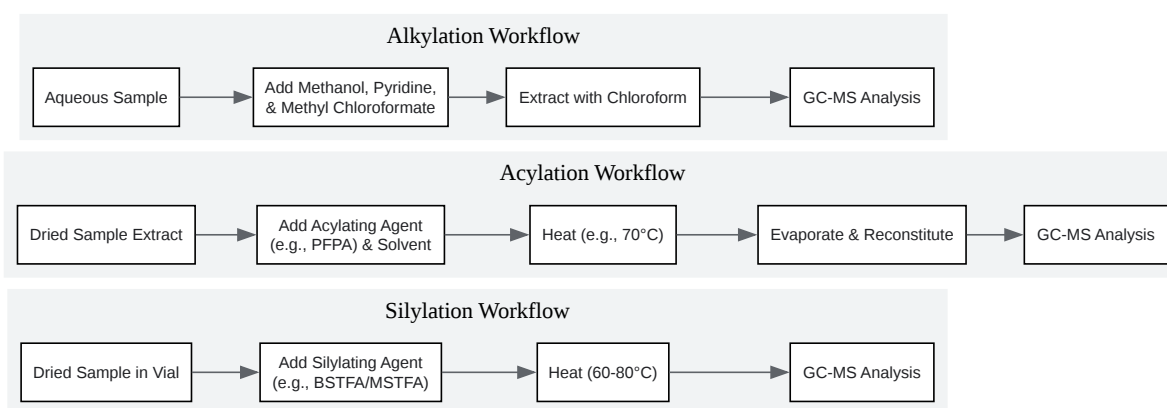 Alkylation Workflow
Aqueous Sample
Add Methanol, Pyridine,
& Methyl Chloroformate
Extract with Chloroform
GC-MS Analysis
Acylation Workflow
Dried Sample Extract
Add Acylating Agent
(e.g., PFPA) & Solvent
Heat (e.g., 70°C)
Evaporate & Reconstitute
GC-MS Analysis
Silylation Workflow
Dried Sample in Vial
Add Silylating Agent
(e.g., BSTFA/MSTFA)
Heat (60-80°C)
GC-MS Analysis